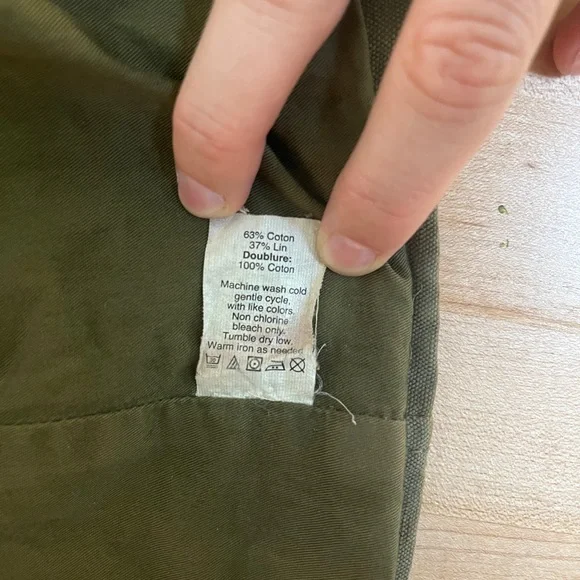 63% Coton
37% Lin
Doublure:
100% Coton
Machine wash cold
gentle cycle.
with like colors.
Non chlorine
bleach only.
Tumble dry low.
Warm iron as needed